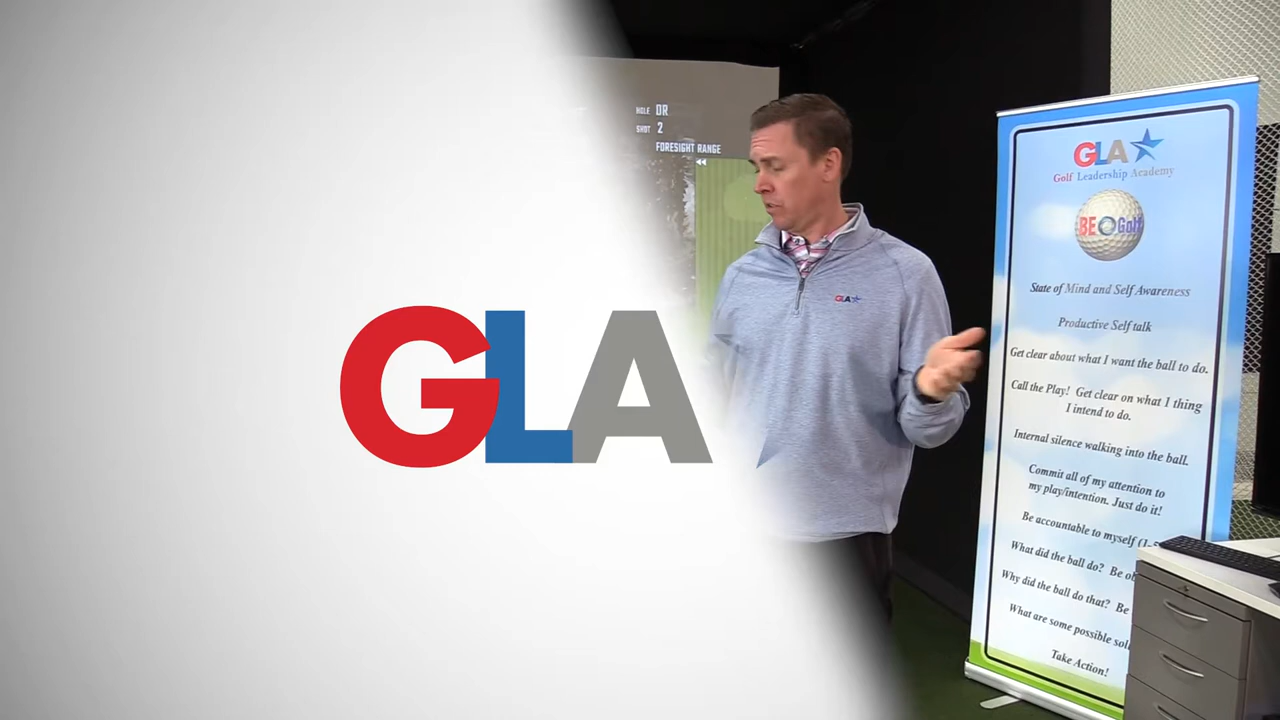 GLA
HOLE DR
SHOT 2
FORESIGHT RANGE
GLA
GLA
Golf Leadership Academy
BE Golf
State of Mind and Self Awareness
Productive Self talk
Get clear about what I want the ball to do.
Call the Play! Get clear on what 1 thing
I intend to do.
Internal silence walking into the ball.
Commit all of my attention to
my play/intention. Just do it!
Be accountable to myself
What did the ball do? Be
Why did the ball do that? Be
What are some possible
Take Action!